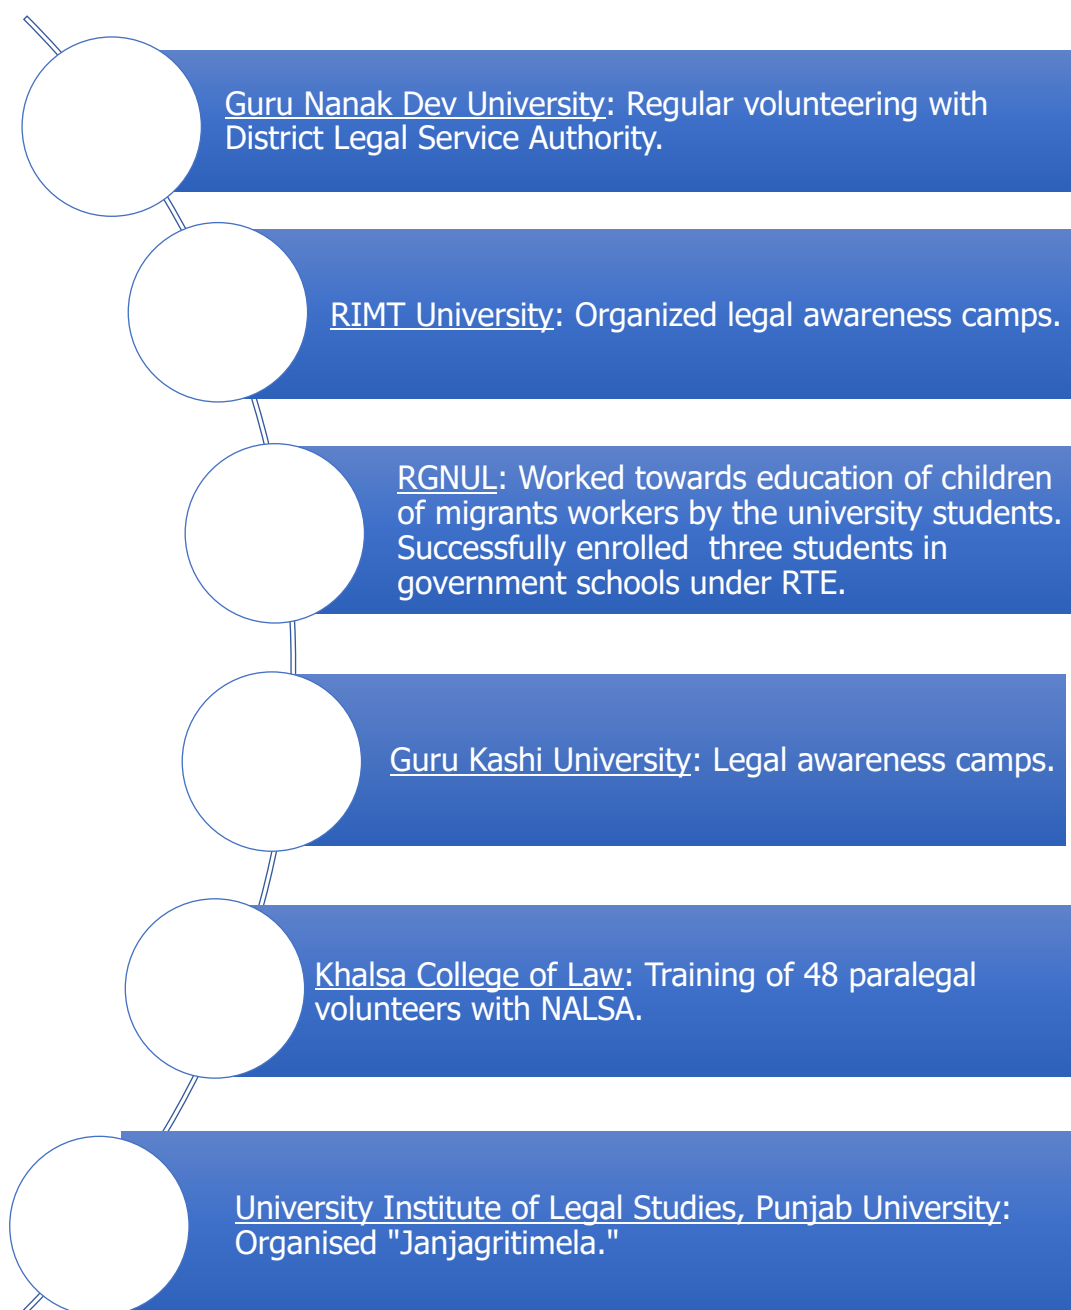 Guru Nanak Dev University: Regular volunteering with
District Legal Service Authority.
RIMT University: Organized legal awareness camps.
RGNUL: Worked towards education of children
of migrants workers by the university students.
Successfully enrolled  three students in
government schools under RTE.
Guru Kashi University: Legal awareness camps.
Khalsa College of Law: Training of 48 paralegal
volunteers with NALSA.
University Institute of Legal Studies, Punjab University:
Organised "Janjagritimela."